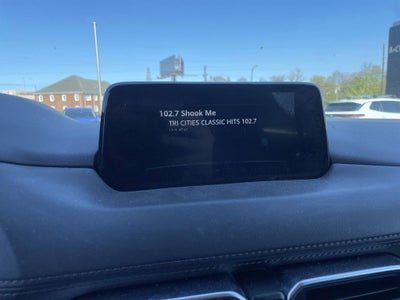 102.7 Shook Me
TRI CITIES CLASSIC HITS 102.7